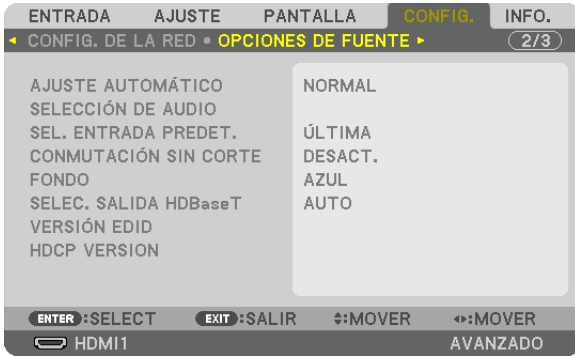 ENTRADA AJUSTE PANTALLA CONFIG. INFO.
◂ CONFIG. DE LA RED • OPCIONES DE FUENTE ▸ 2/3
AJUSTE AUTOMÁTICO NORMAL
SELECCIÓN DE AUDIO
SEL. ENTRADA PREDET. ÚLTIMA
CONMUTACIÓN SIN CORTE DESACT.
FONDO AZUL
SELEC. SALIDA HDBaseT AUTO
VERSIÓN EDID
HDCP VERSION
ENTER :SELECT EXIT :SALIR :MOVER :MOVER
HDMI1 AVANZADO